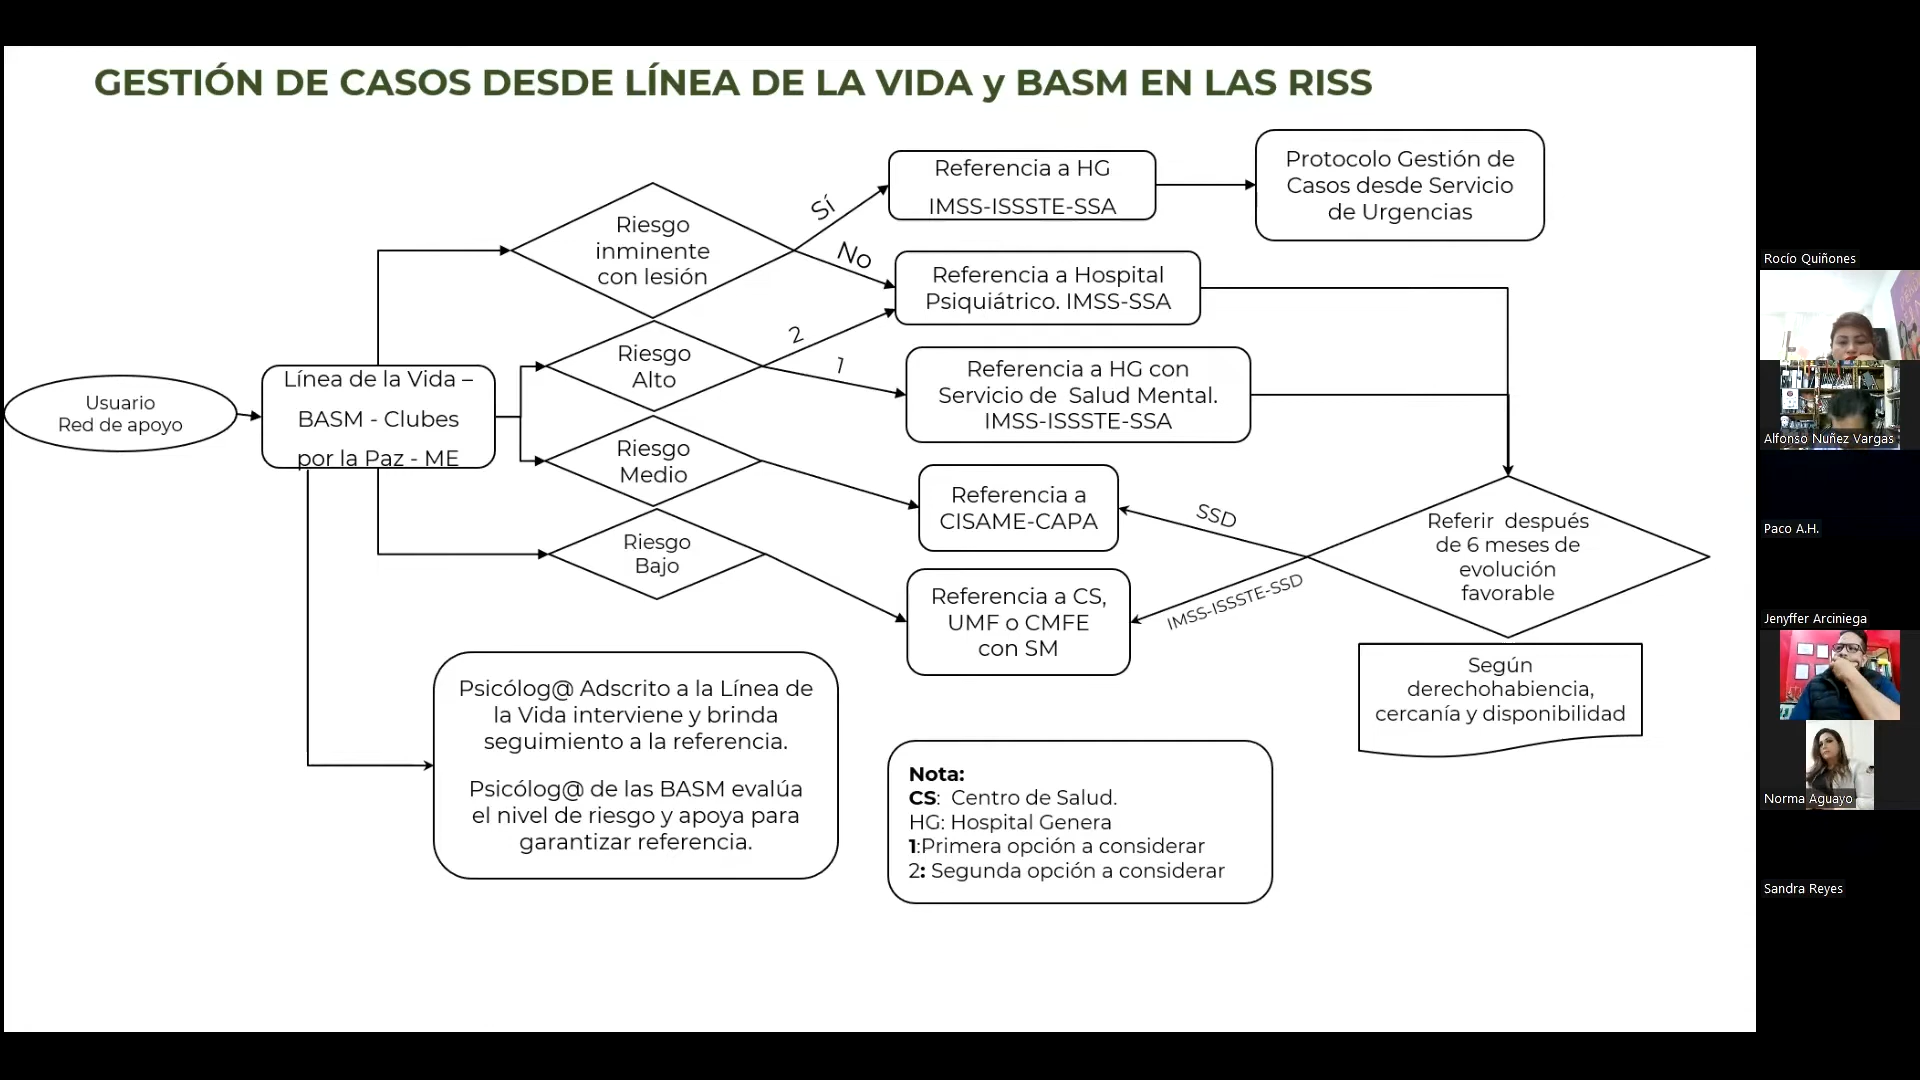 GESTIÓN DE CASOS DESDE LÍNEA DE LA VIDA y BASM EN LAS RISS
Usuario
Red de apoyo
Línea de la Vida –
BASM - Clubes
por la Paz - ME
Riesgo
inminente
con lesión
Sí
No
Referencia a HG
IMSS-ISSSTE-SSA
Protocolo Gestión de
Casos desde Servicio
de Urgencias
Referencia a Hospital
Psiquiátrico. IMSS-SSA
Riesgo
Alto
2
1
Referencia a HG con
Servicio de Salud Mental.
IMSS-ISSSTE-SSA
Riesgo
Medio
Referencia a
CISAME-CAPA
SSD
Riesgo
Bajo
Referencia a CS,
UMF o CMFE
con SM
IMSS-ISSSTE-SSD
Referir después
de 6 meses de
evolución
favorable
Según
derechohabiencia,
cercanía y disponibilidad
Psicólog@ Adscrito a la Línea de
la Vida interviene y brinda
seguimiento a la referencia.
Psicólog@ de las BASM evalúa
el nivel de riesgo y apoya para
garantizar referencia.
Nota:
CS: Centro de Salud.
HG: Hospital Genera
1:Primera opción a considerar
2: Segunda opción a considerar
Rocío Quiñones
Alfonso Nuñez Vargas
Paco A.H.
Jenyffer Arciniega
Norma Aguayo
Sandra Reyes